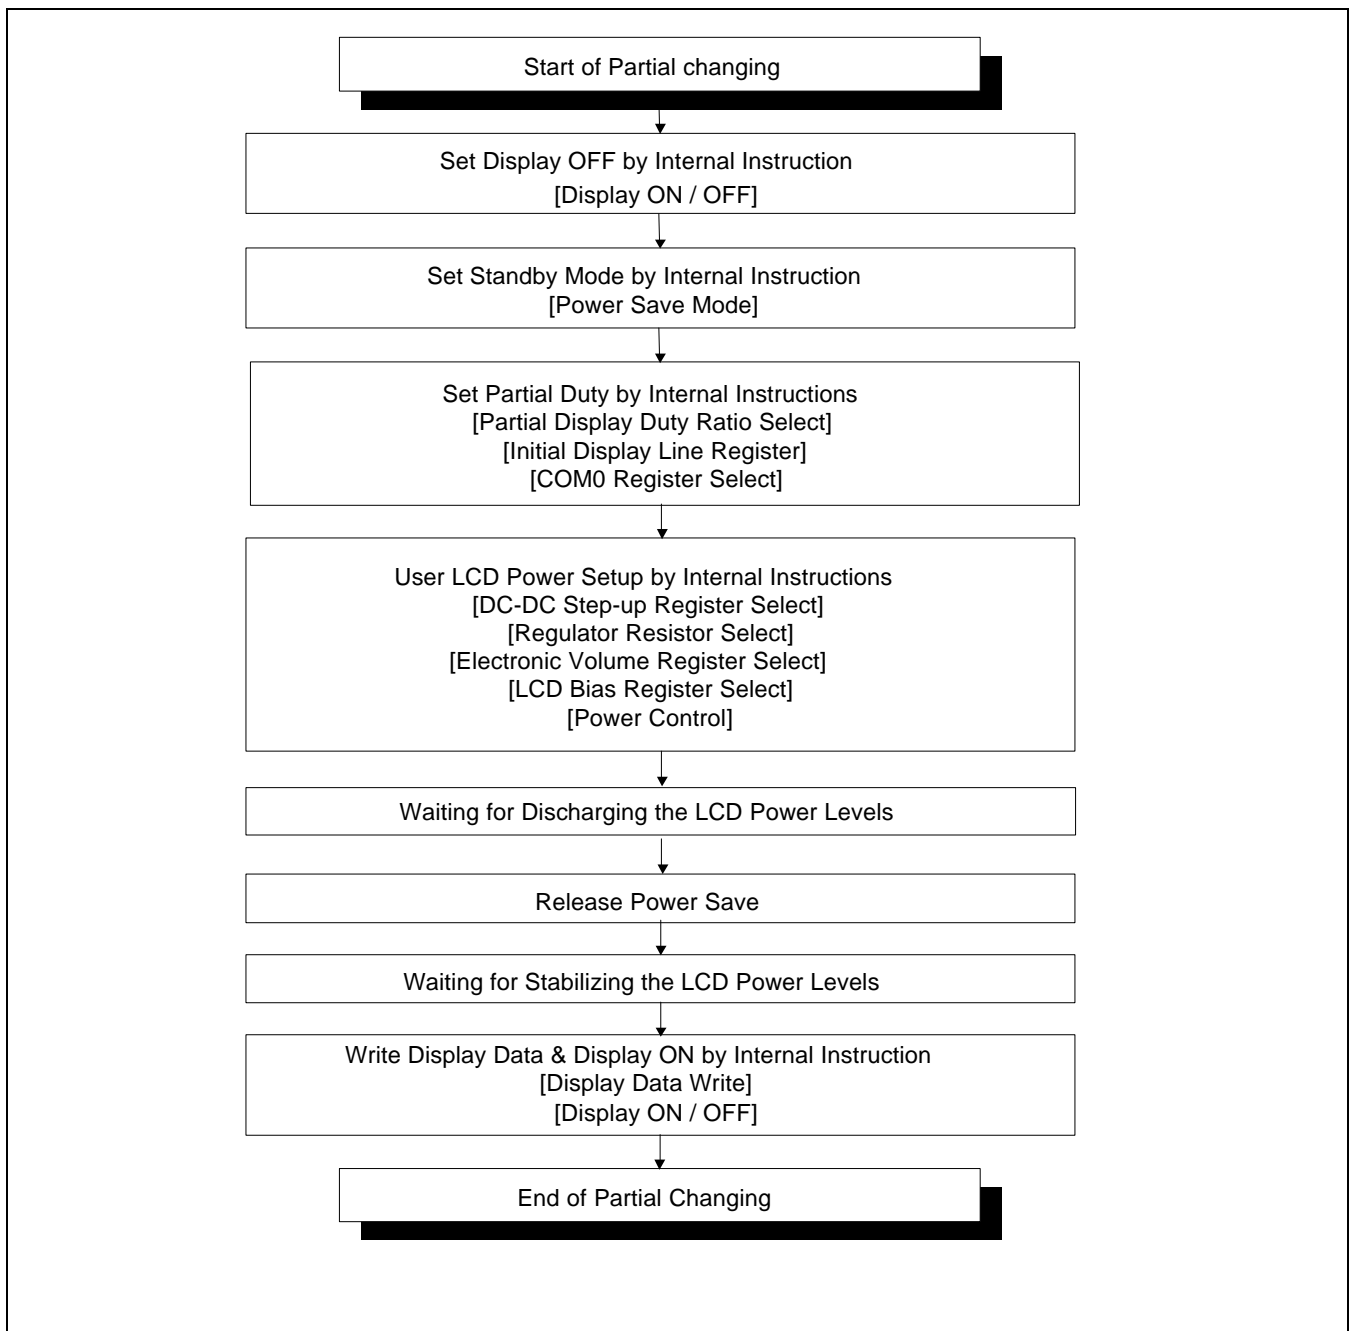 Start of Partial changing
Set Display OFF by Internal Instruction
[Display ON / OFF]
Set Standby Mode by Internal Instruction
[Power Save Mode]
Set Partial Duty by Internal Instructions
[Partial Display Duty Ratio Select]
[Initial Display Line Register]
[COM0 Register Select]
User LCD Power Setup by Internal Instructions
[DC-DC Step-up Register Select]
[Regulator Resistor Select]
[Electronic Volume Register Select]
[LCD Bias Register Select]
[Power Control]
Waiting for Discharging the LCD Power Levels
Release Power Save
Waiting for Stabilizing the LCD Power Levels
Write Display Data & Display ON by Internal Instruction
[Display Data Write]
[Display ON / OFF]
End of Partial Changing